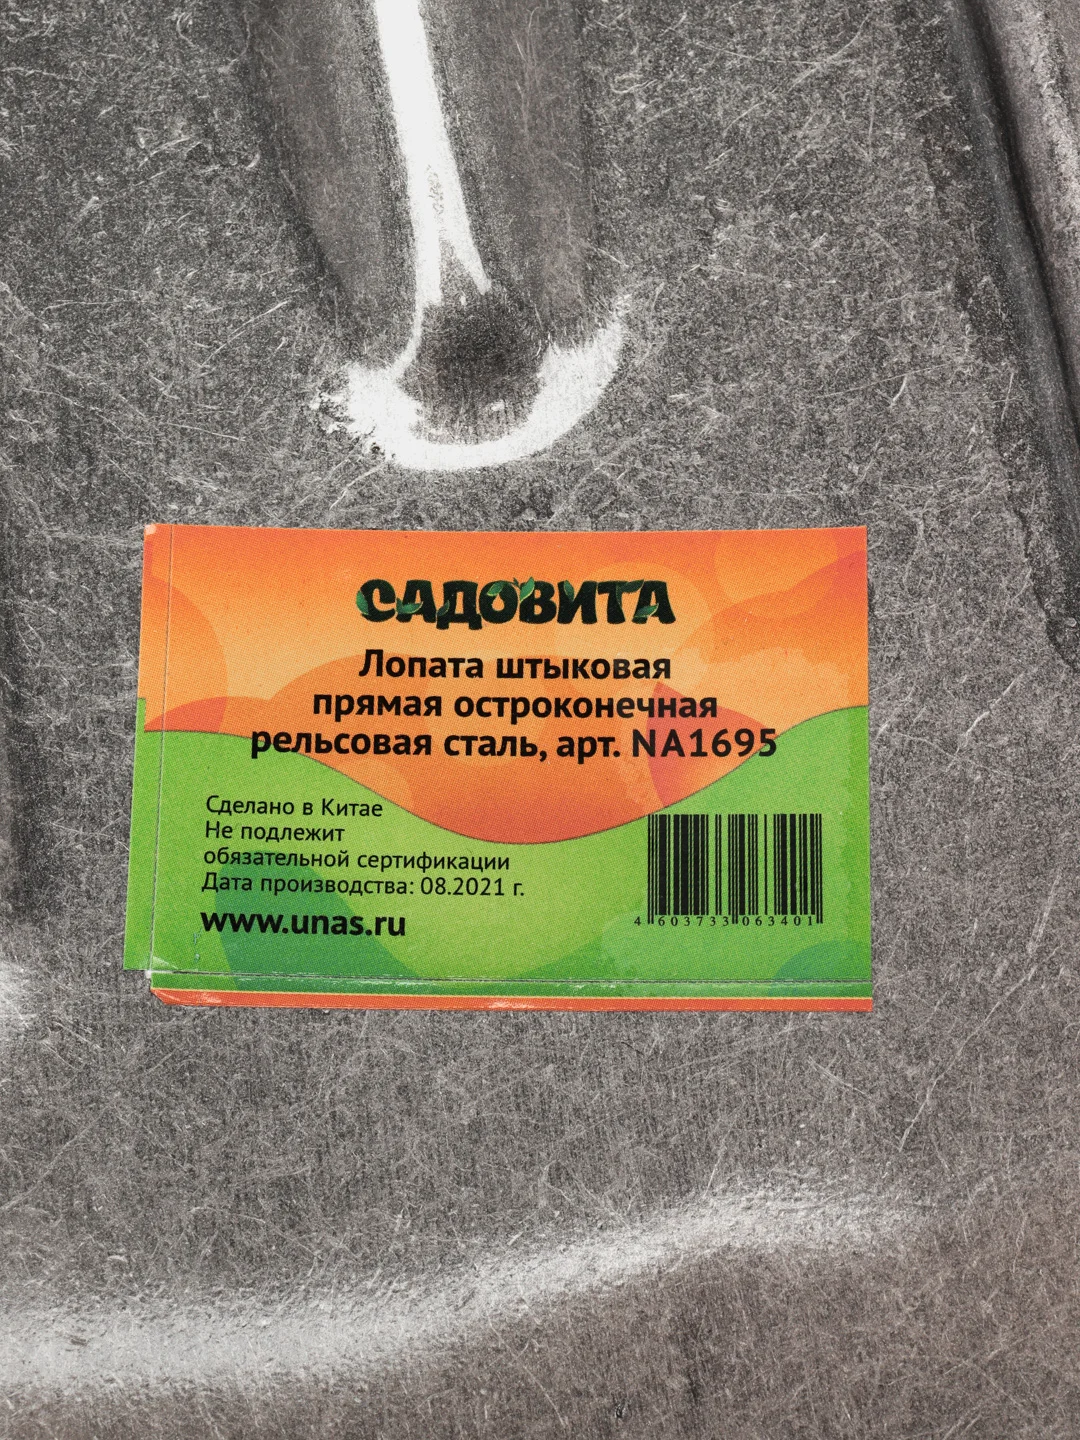 САДОВИТА
Лопата штыковая
прямая остроконечная
рельсовая сталь, арт. NA1695
Сделано в Китае
Не подлежит
обязательной сертификации
Дата производства: 08.2021 г.
www.unas.ru
4 603733 063401